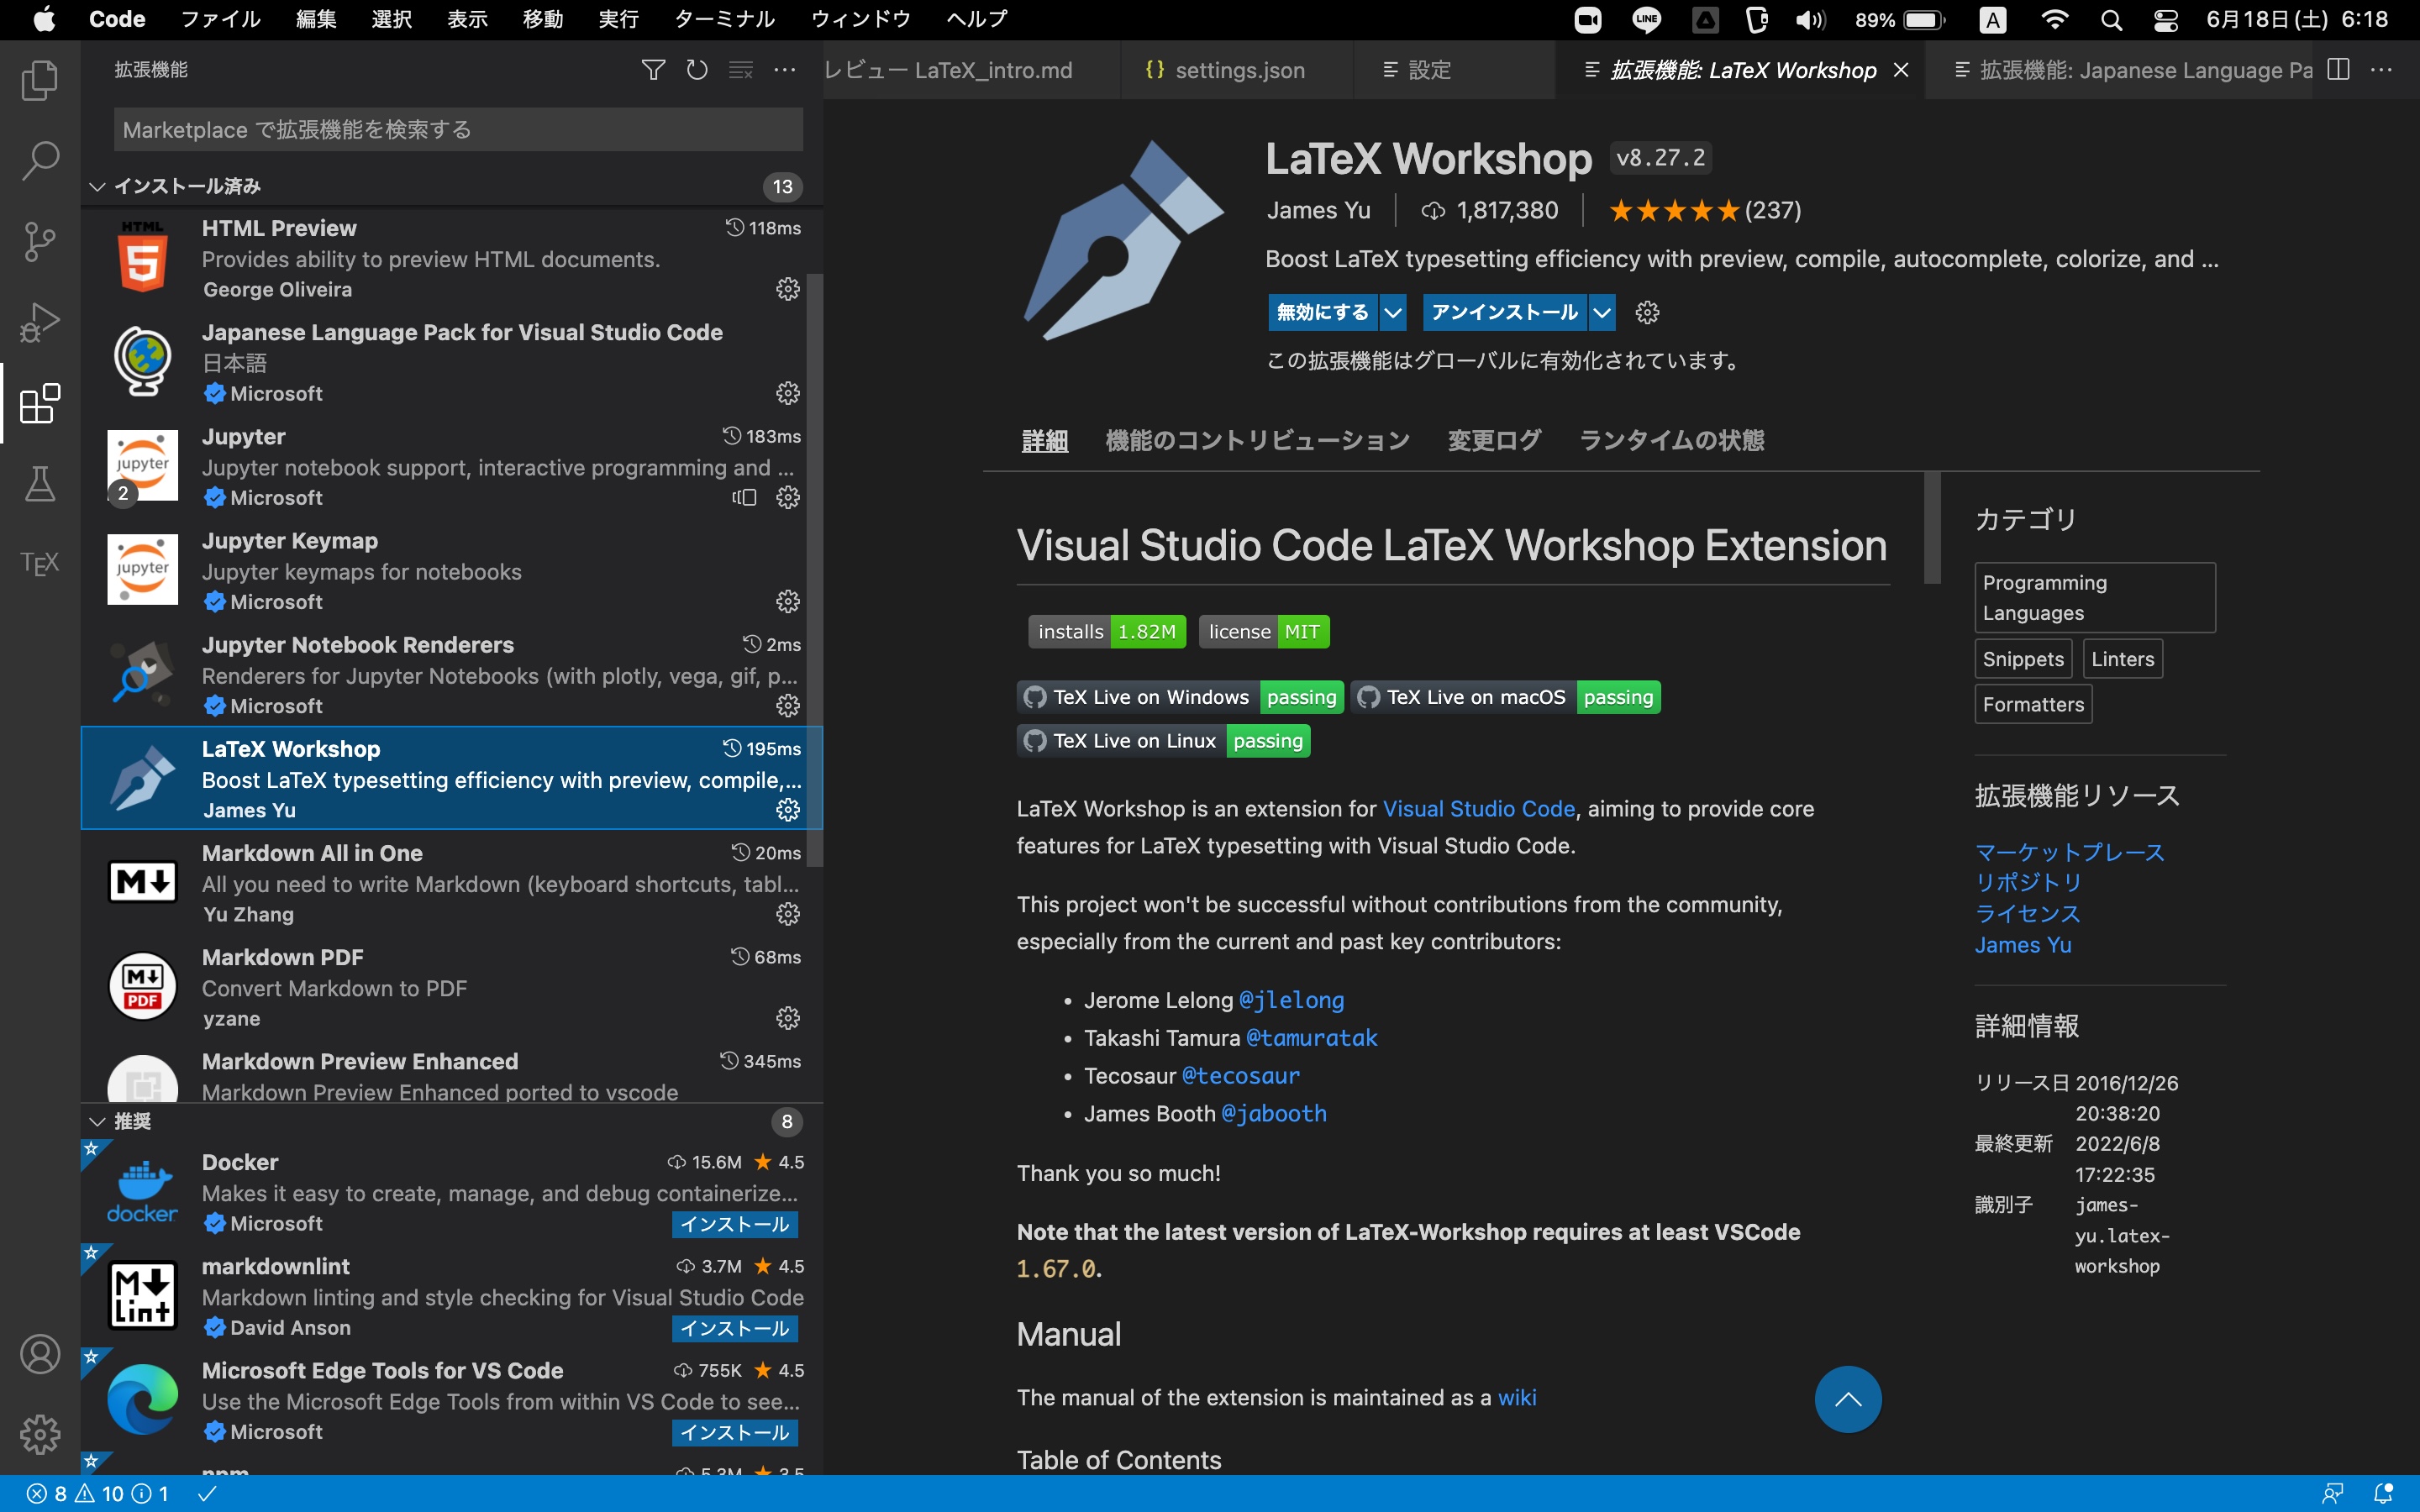 Code ファイル 編集 選択 表示 移動 実行 ターミナル ウィンドウ ヘルプ
LINE
89%
A
6月18日(土) 6:18
拡張機能
Marketplace で拡張機能を検索する
インストール済み 13
HTML
HTML Preview 118ms
Provides ability to preview HTML documents.
George Oliveira
Japanese Language Pack for Visual Studio Code
日本語
Microsoft
jupyter
2
Jupyter 183ms
Jupyter notebook support, interactive programming and ...
Microsoft
jupyter
Jupyter Keymap
Jupyter keymaps for notebooks
Microsoft
Jupyter Notebook Renderers 2ms
Renderers for Jupyter Notebooks (with plotly, vega, gif, p...
Microsoft
LaTeX Workshop 195ms
Boost LaTeX typesetting efficiency with preview, compile,...
James Yu
Markdown All in One 20ms
All you need to write Markdown (keyboard shortcuts, tabl...
Yu Zhang
M
PDF
Markdown PDF 68ms
Convert Markdown to PDF
yzane
Markdown Preview Enhanced 345ms
Markdown Preview Enhanced ported to vscode
推奨 8
docker
Docker 15.6M ★ 4.5
Makes it easy to create, manage, and debug containerize...
Microsoft インストール
M
Lint
markdownlint 3.7M ★ 4.5
Markdown linting and style checking for Visual Studio Code
David Anson インストール
Microsoft Edge Tools for VS Code 755K ★ 4.5
Use the Microsoft Edge Tools from within VS Code to see...
Microsoft インストール
npm 5.3M ★ 3.5
TEX
レビュー LaTeX_intro.md
{} settings.json
設定
拡張機能: LaTeX Workshop
拡張機能: Japanese Language Pa
LaTeX Workshop v8.27.2
James Yu 1,817,380 ★★★★★(237)
Boost LaTeX typesetting efficiency with preview, compile, autocomplete, colorize, and ...
無効にする アンインストール
この拡張機能はグローバルに有効化されています。
詳細 機能のコントリビューション 変更ログ ランタイムの状態
Visual Studio Code LaTeX Workshop Extension
installs 1.82M license MIT
TeX Live on Windows passing TeX Live on macOS passing
TeX Live on Linux passing
LaTeX Workshop is an extension for Visual Studio Code, aiming to provide core
features for LaTeX typesetting with Visual Studio Code.
This project won't be successful without contributions from the community,
especially from the current and past key contributors:
• Jerome Lelong @jlelong
• Takashi Tamura @tamuratak
• Tecosaur @tecosaur
• James Booth @jabooth
Thank you so much!
Note that the latest version of LaTeX-Workshop requires at least VSCode
1.67.0.
Manual
The manual of the extension is maintained as a wiki
Table of Contents
カテゴリ
Programming
Languages
Snippets Linters
Formatters
拡張機能リソース
マーケットプレース
リポジトリ
ライセンス
James Yu
詳細情報
リリース日 2016/12/26
20:38:20
最終更新 2022/6/8
17:22:35
識別子 james-
yu.latex-
workshop
8 10 1